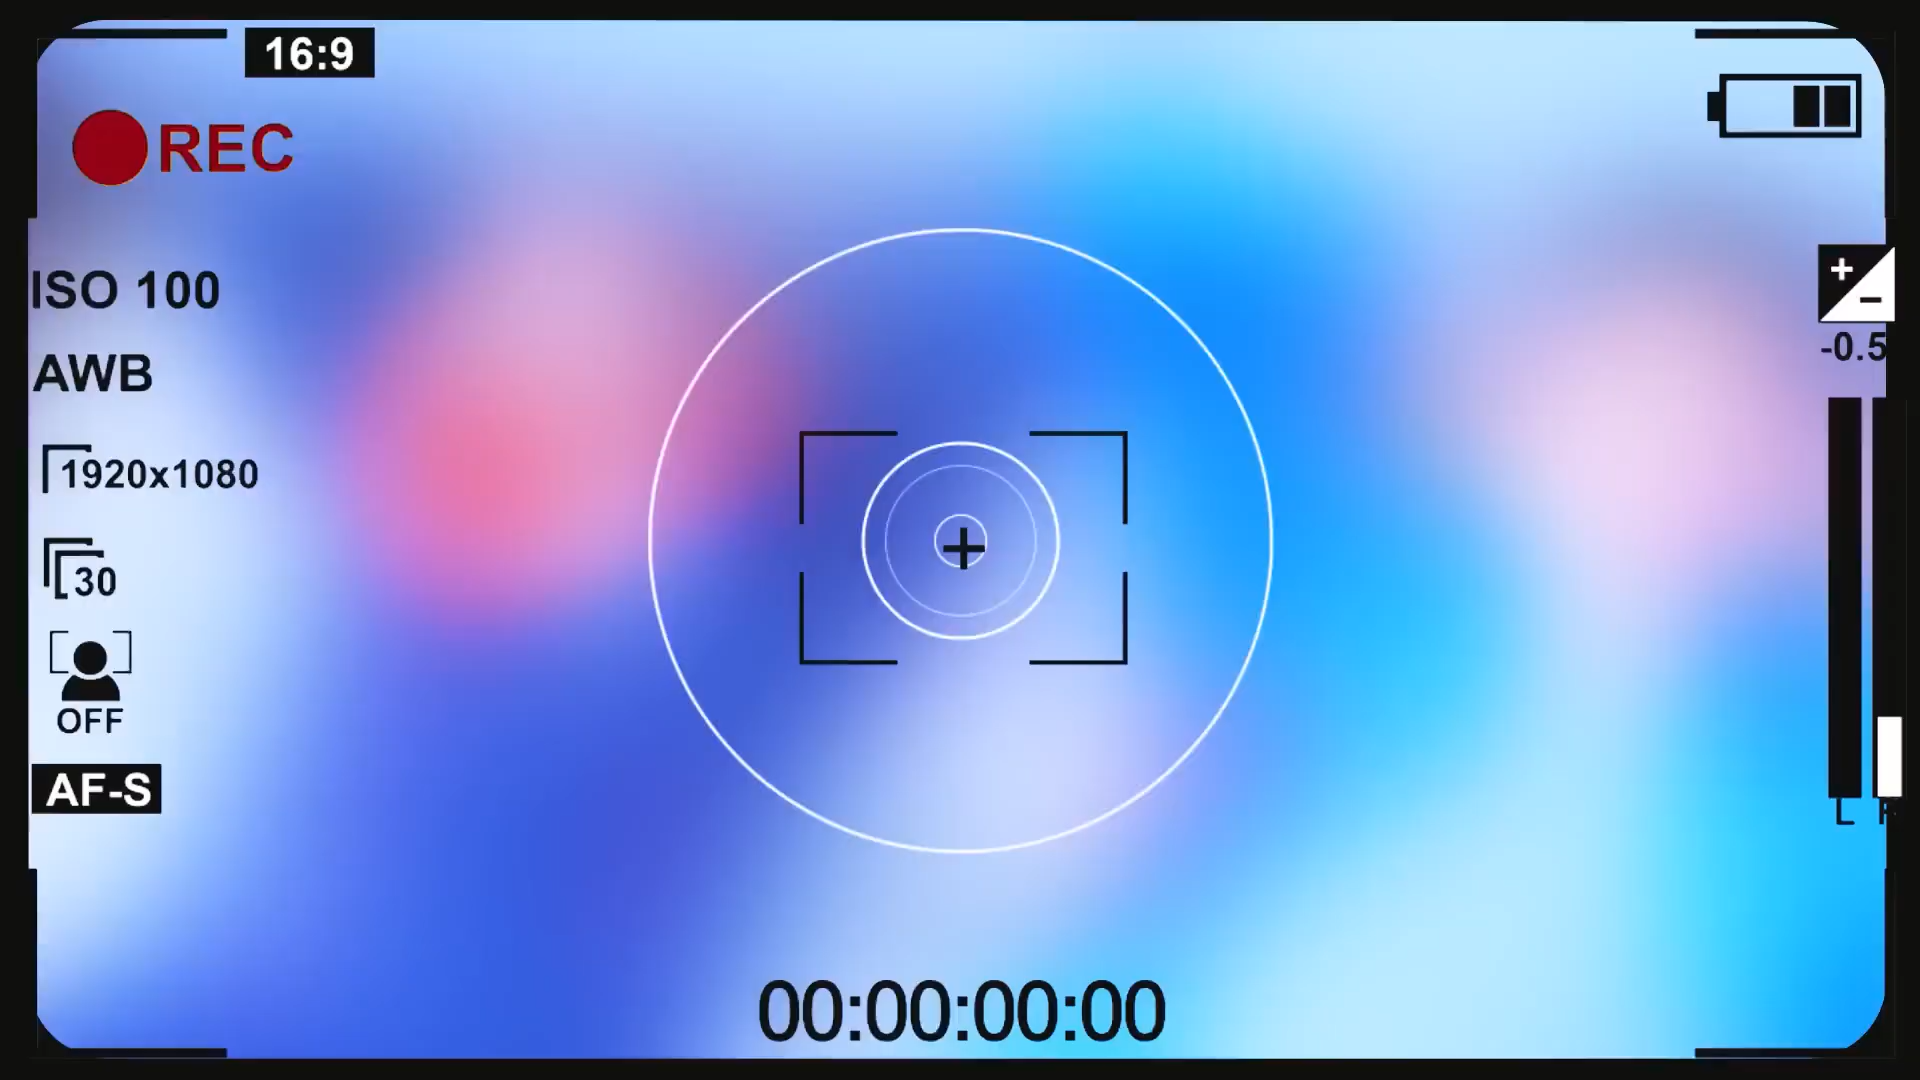 16:9
REC
ISO 100
AWB
1920x1080
30
OFF
AF-S
+
-
-0.5
L R
00:00:00:00